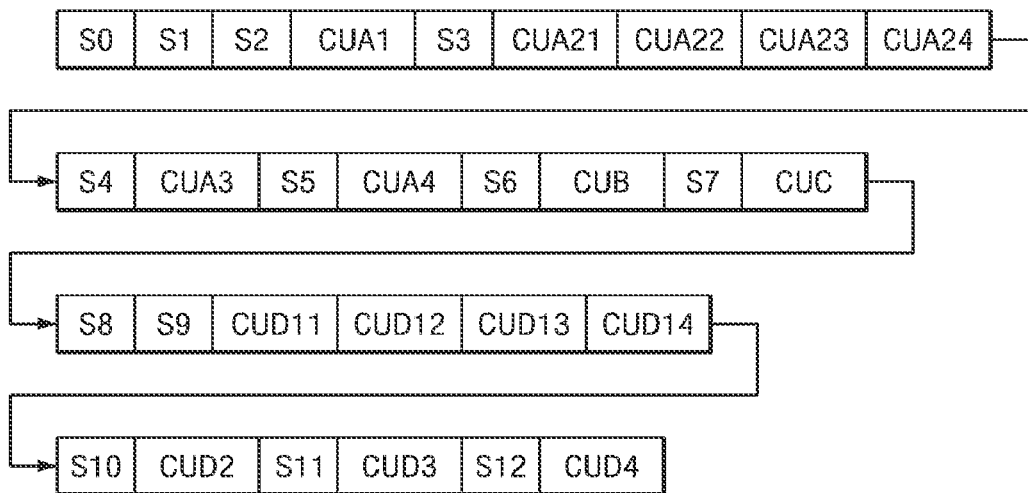 S0 S1 S2 CUA1 S3 CUA21 CUA22 CUA23 CUA24
S4 CUA3 S5 CUA4 S6 CUB S7 CUC
S8 S9 CUD11 CUD12 CUD13 CUD14
S10 CUD2 S11 CUD3 S12 CUD4